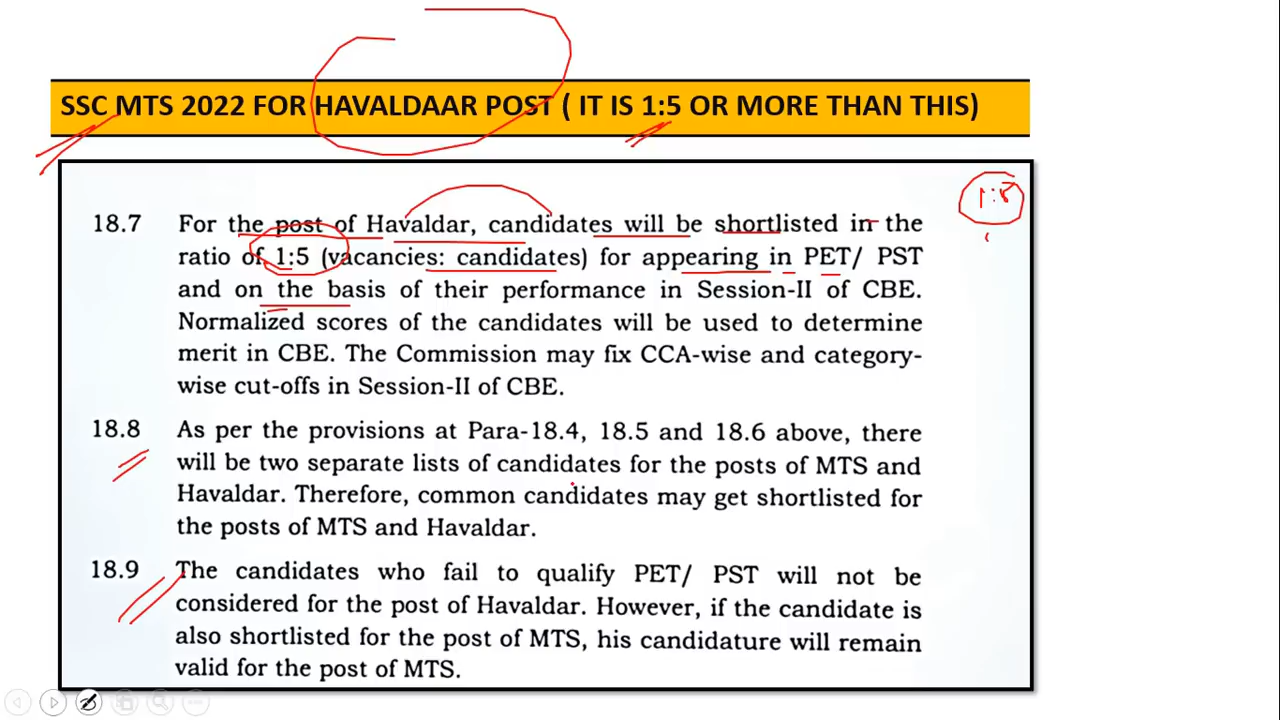 SSC MTS 2022 FOR HAVALDAAR POST ( IT IS 1:5 OR MORE THAN THIS)
18.7 For the post of Havaldar, candidates will be shortlisted in the
ratio of 1:5 (vacancies: candidates) for appearing in PET/ PST
and on the basis of their performance in Session-II of CBE.
Normalized scores of the candidates will be used to determine
merit in CBE. The Commission may fix CCA-wise and category-
wise cut-offs in Session-II of CBE.
18.8 As per the provisions at Para-18.4, 18.5 and 18.6 above, there
will be two separate lists of candidates for the posts of MTS and
Havaldar. Therefore, common candidates may get shortlisted for
the posts of MTS and Havaldar.
18.9 The candidates who fail to qualify PET/ PST will not be
considered for the post of Havaldar. However, if the candidate is
also shortlisted for the post of MTS, his candidature will remain
valid for the post of MTS.